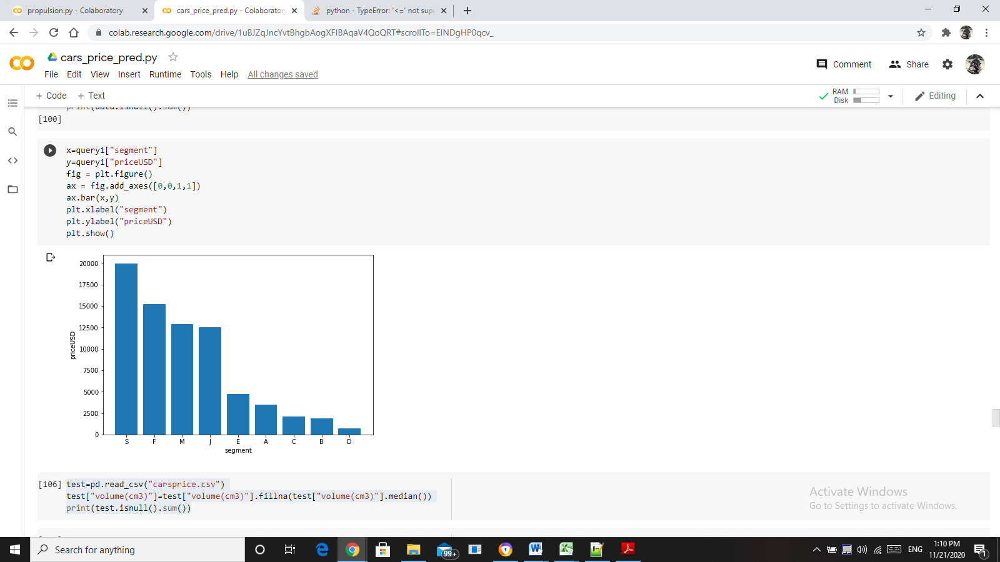 propulsion.py - Colaboratory
cars_price_pred.py - Colaboratory
python - TypeError: '<=' not supp
colab.research.google.com/drive/1uBJZqJncYvtBhgbAogXFIBAqaV4QoQRT#scrollTo=EINDgHP0qcv_
cars_price_pred.py
Comment
Share
File Edit View Insert Runtime Tools Help All changes saved
+ Code + Text
RAM
Disk
Editing
print(data.isnull().sum())
[100]
x=query1["segment"]
y=query1["priceUSD"]
fig = plt.figure()
ax = fig.add_axes([0,0,1,1])
ax.bar(x,y)
plt.xlabel("segment")
plt.ylabel("priceUSD")
plt.show()
20000
17500
15000
12500
10000
7500
5000
2500
0
priceUSD
S F M J E A C B D
segment
[106] test=pd.read_csv("carsprice.csv")
test["volume(cm3)"]=test["volume(cm3)"].fillna(test["volume(cm3)"].median())
print(test.isnull().sum())
Activate Windows
Go to Settings to activate Windows.
Search for anything
99+
ENG
1:10 PM
11/21/2020
1